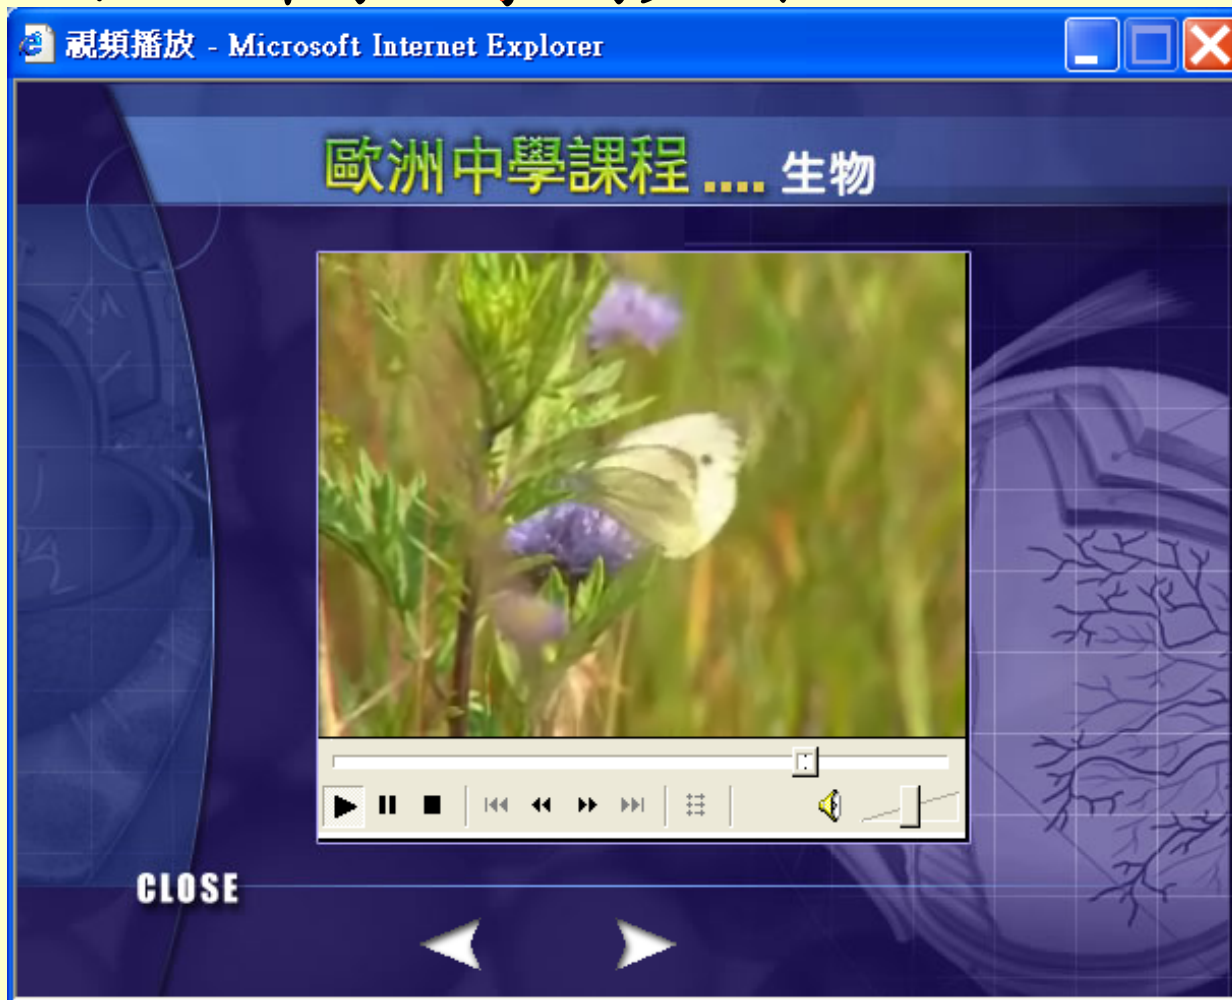 視頻播放 - Microsoft Internet Explorer
歐洲中學課程 .... 生物
CLOSE